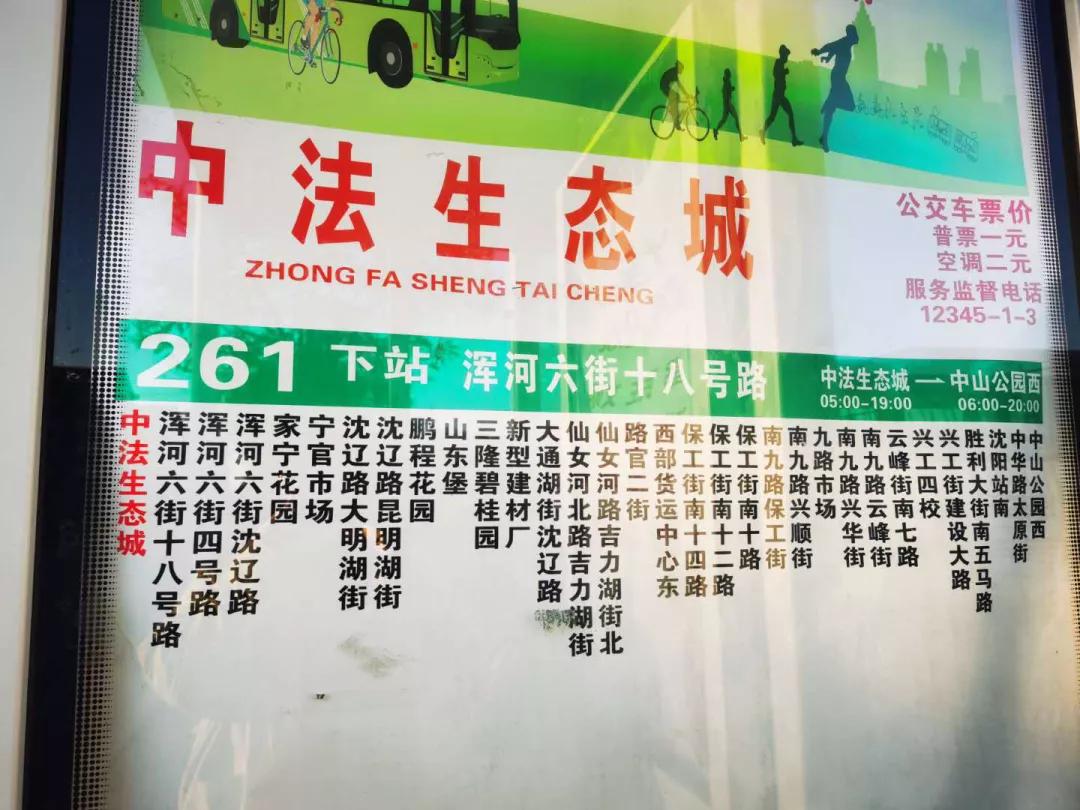 中法生态城
ZHONG FA SHENG TAI CHENG
公交车票价
普票一元
空调二元
服务监督电话
12345-1-3
261 下站 浑河六街十八号路
中法生态城 — 中山公园西
05:00-19:00 06:00-20:00
中法生态城
浑河六街十八号路
浑河六街四号路
浑河六街沈辽路
家宁花园
宁官市场
沈辽路大明湖街
沈辽路昆明湖街
鹏程花园
山东堡
三隆碧桂园
新型建材厂
大通湖街沈辽路
仙女河北路吉力湖街
仙女河路吉力湖街北
路官二街
西部货运中心东
保工街南十四路
保工街南十二路
保工街南十路
南九路保工街
南九路兴顺街
九路市场
南九路兴华街
南九路云峰街
云峰街南七路
兴工四校
兴工街建设大路
胜利大街南五马路
沈阳站南
中华路太原街
中山公园西